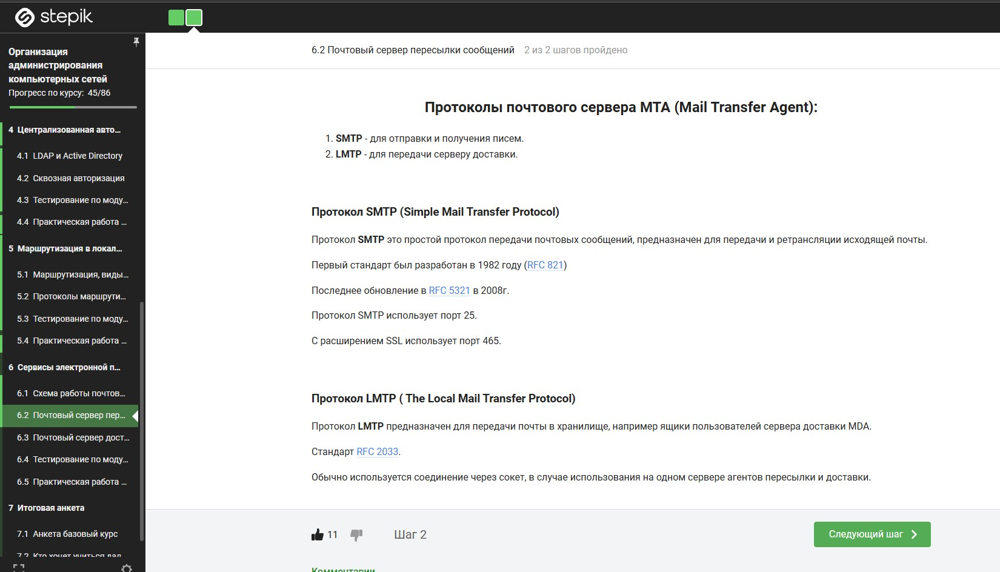 stepik
Организация
администрирования
компьютерных сетей
Прогресс по курсу: 45/86
4 Централизованная авто...
4.1 LDAP и Active Directory
4.2 Сквозная авторизация
4.3 Тестирование по моду...
4.4 Практическая работа ...
5 Маршрутизация в локал...
5.1 Маршрутизация, виды...
5.2 Протоколы маршрути...
5.3 Тестирование по моду...
5.4 Практическая работа ...
6 Сервисы электронной п...
6.1 Схема работы почтов...
6.2 Почтовый сервер пер...
6.3 Почтовый сервер дост...
6.4 Тестирование по моду...
6.5 Практическая работа ...
7 Итоговая анкета
7.1 Анкета базовый курс
7.2 Кто хочет учиться дал
6.2 Почтовый сервер пересылки сообщений 2 из 2 шагов пройдено
Протоколы почтового сервера MTA (Mail Transfer Agent):
1. SMTP - для отправки и получения писем.
2. LMTP - для передачи серверу доставки.
Протокол SMTP (Simple Mail Transfer Protocol)
Протокол SMTP это простой протокол передачи почтовых сообщений, предназначен для передачи и ретрансляции исходящей почты.
Первый стандарт был разработан в 1982 году (RFC 821)
Последнее обновление в RFC 5321 в 2008г.
Протокол SMTP использует порт 25.
С расширением SSL использует порт 465.
Протокол LMTP ( The Local Mail Transfer Protocol)
Протокол LMTP предназначен для передачи почты в хранилище, например ящики пользователей сервера доставки MDA.
Стандарт RFC 2033.
Обычно используется соединение через сокет, в случае использования на одном сервере агентов пересылки и доставки.
11 Шаг 2 Следующий шаг
Комментарии